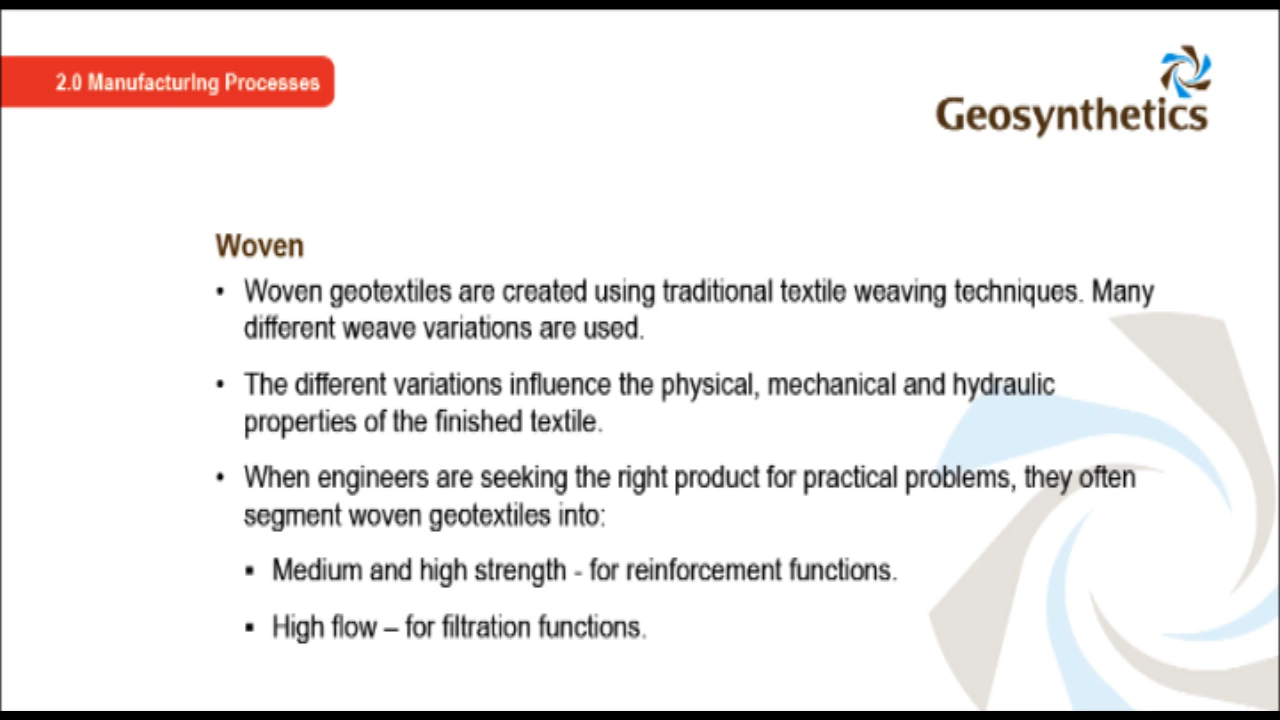 2.0 Manufacturing Processes
Geosynthetics
Woven
• Woven geotextiles are created using traditional textile weaving techniques. Many
different weave variations are used.
• The different variations influence the physical, mechanical and hydraulic
properties of the finished textile.
• When engineers are seeking the right product for practical problems, they often
segment woven geotextiles into:
▪ Medium and high strength - for reinforcement functions.
▪ High flow – for filtration functions.